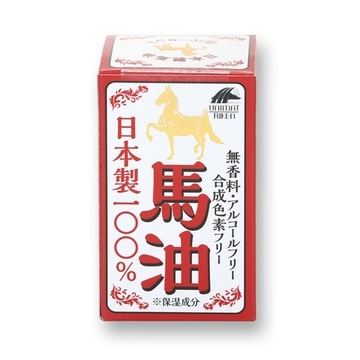 UNIMAT
RIKEN
無香料・アルコールフリー
合成色素フリー
馬油
※保湿成分
日本製一〇〇%